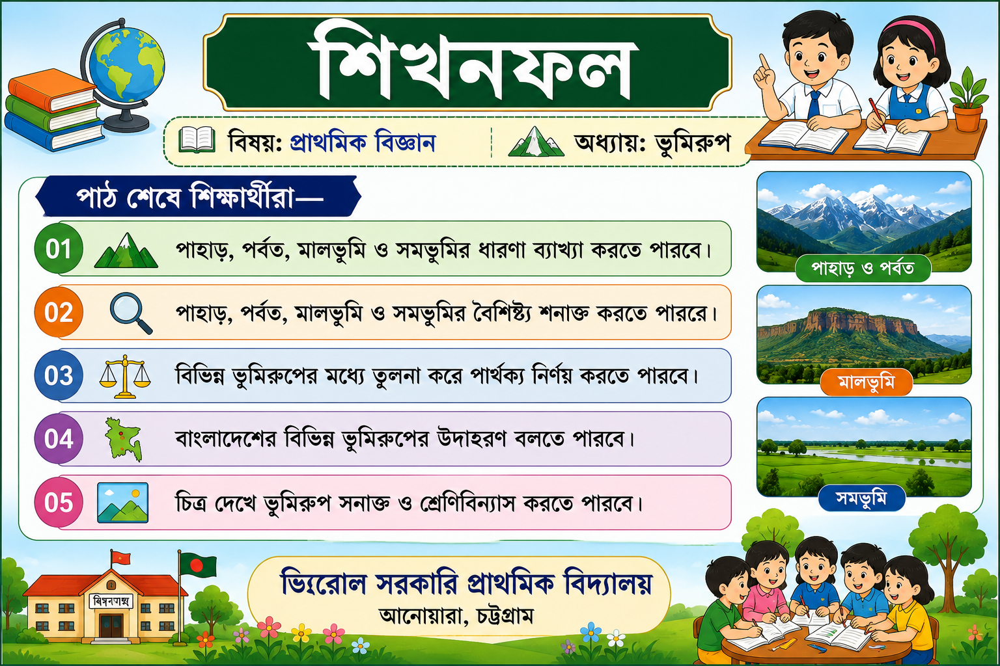 শিখনফল
বিষয়: প্রাথমিক বিজ্ঞান
অধ্যায়: ভূমিরুপ
পাঠ শেষে শিক্ষার্থীরা—
01 পাহাড়, পর্বত, মালভূমি ও সমভূমির ধারণা ব্যাখ্যা করতে পারবে।
02 পাহাড়, পর্বত, মালভূমি ও সমভূমির বৈশিষ্ট্য শনাক্ত করতে পাররে।
03 বিভিন্ন ভূমিরুপের মধ্যে তুলনা করে পার্থক্য নির্ণয় করতে পারবে।
04 বাংলাদেশের বিভিন্ন ভূমিরুপের উদাহরণ বলতে পারবে।
05 চিত্র দেখে ভূমিরুপ সনাক্ত ও শ্রেণিবিন্যাস করতে পারবে।
পাহাড় ও পর্বত
মালভূমি
সমভূমি
সরকারি প্রাথমিক বিদ্যালয়
আনোয়ারা, চট্টগ্রাম